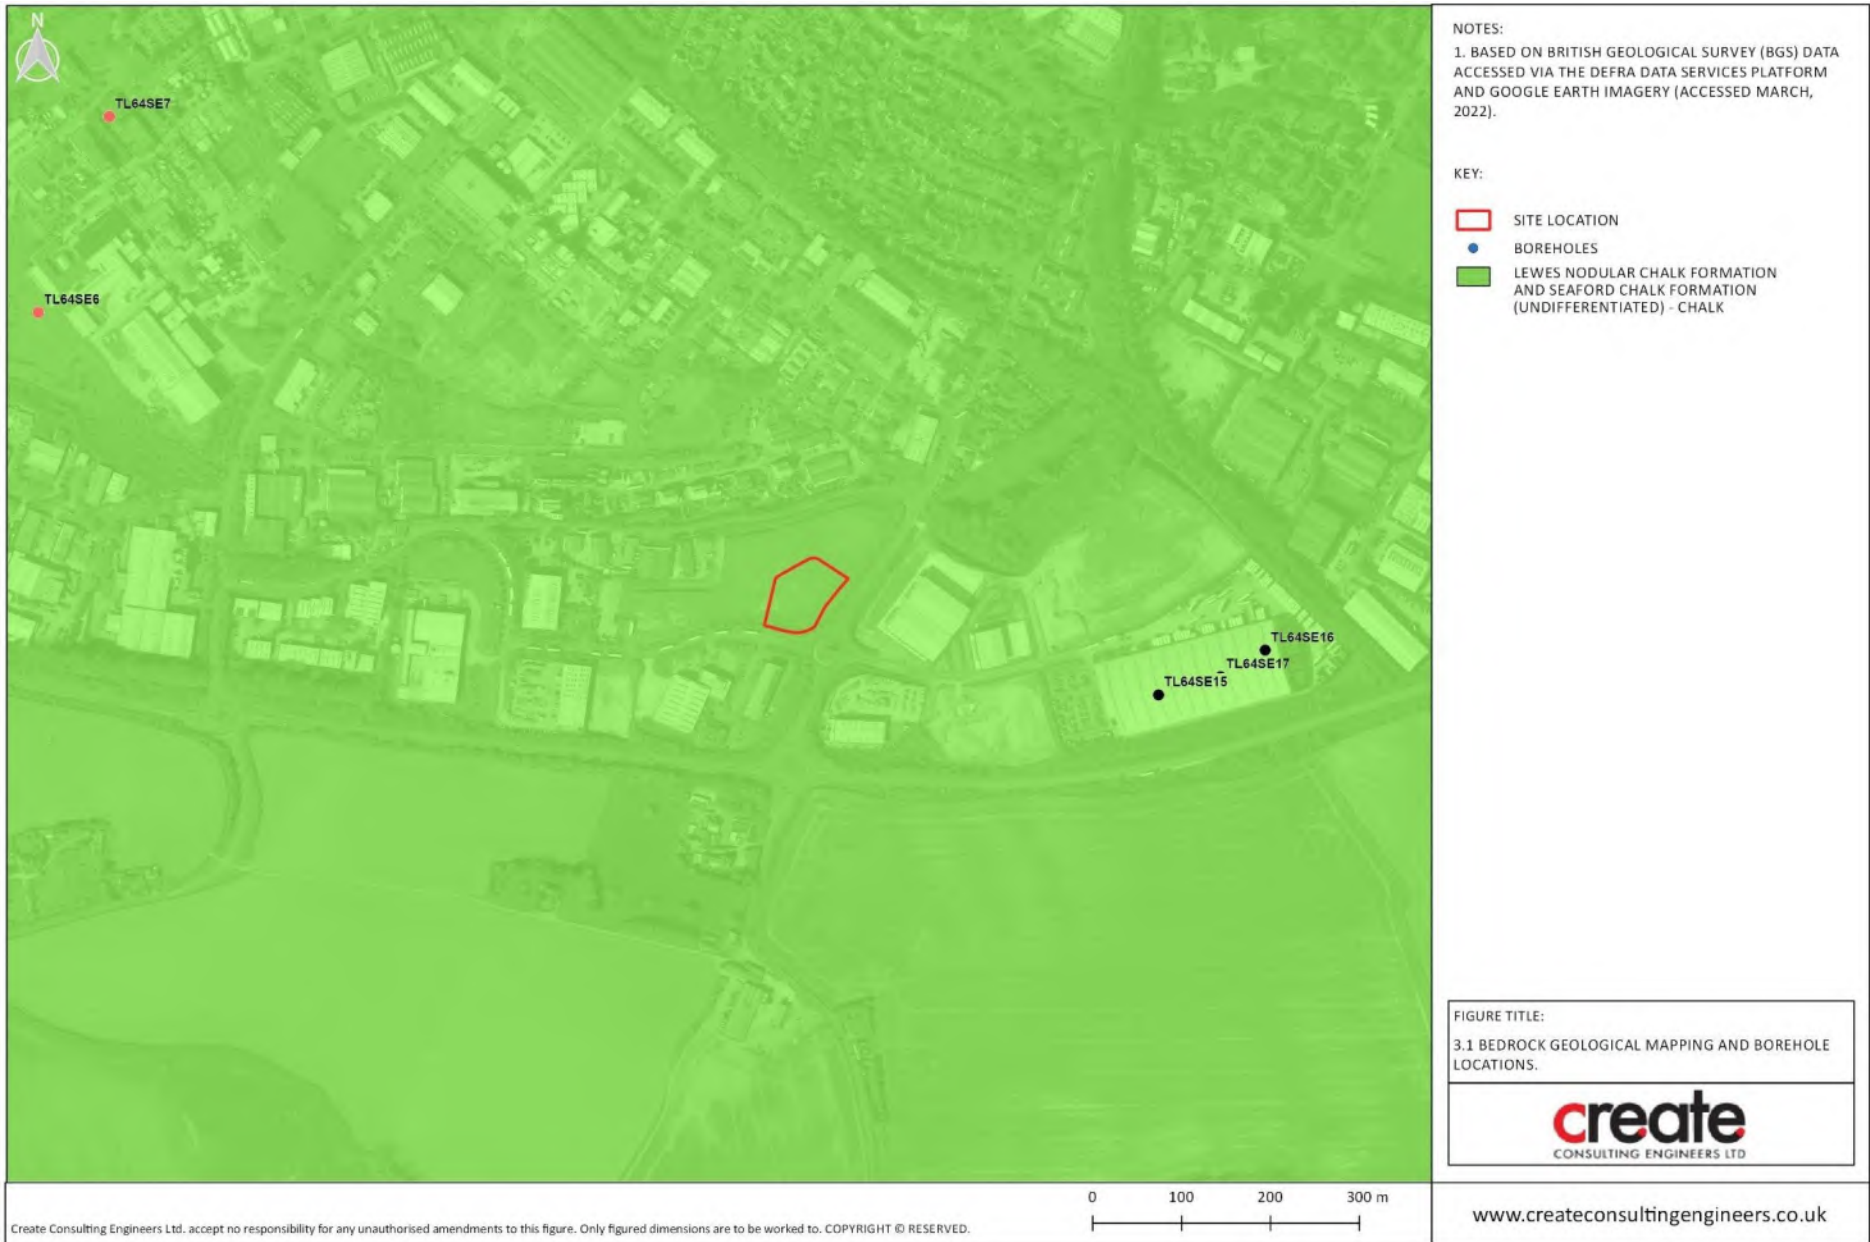 N
TL64SE7
TL64SE6
TL64SE16
TL64SE17
TL64SE15
NOTES:
1. BASED ON BRITISH GEOLOGICAL SURVEY (BGS) DATA
ACCESSED VIA THE DEFRA DATA SERVICES PLATFORM
AND GOOGLE EARTH IMAGERY (ACCESSED MARCH,
2022).
KEY:
SITE LOCATION
BOREHOLES
LEWES NODULAR CHALK FORMATION
AND SEAFORD CHALK FORMATION
(UNDIFFERENTIATED) - CHALK
FIGURE TITLE:
3.1 BEDROCK GEOLOGICAL MAPPING AND BOREHOLE
LOCATIONS.
create
CONSULTING ENGINEERS LTD
0 100 200 300 m
Create Consulting Engineers Ltd. accept no responsibility for any unauthorised amendments to this figure. Only figured dimensions are to be worked to. COPYRIGHT © RESERVED.
www.createconsultingengineers.co.uk